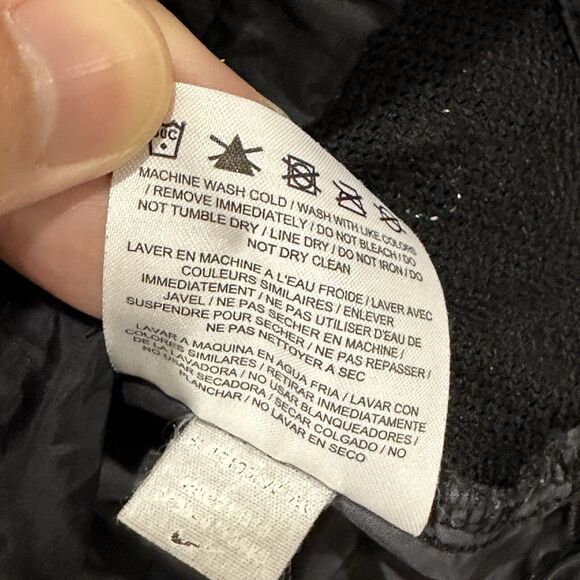 30C
MACHINE WASH COLD / WASH WITH LIKE COLORS
/ REMOVE IMMEDIATELY / DO NOT BLEACH / DO
NOT TUMBLE DRY / LINE DRY / DO NOT IRON / DO
NOT DRY CLEAN
LAVER EN MACHINE A L'EAU FROIDE / LAVER AVEC
COULEURS SIMILAIRES / ENLEVER
IMMEDIATEMENT / NE PAS UTILISER D'EAU DE
JAVEL / NE PAS SECHER EN MACHINE /
SUSPENDRE POUR SECHER / NE PAS REPASSER /
NE PAS NETTOYER A SEC
LAVAR A MAQUINA EN AGUA FRIA / LAVAR CON
COLORES SIMILARES / RETIRAR INMEDIATAMENTE
DE LA LAVADORA / NO USAR BLANQUEADORES /
NO USAR SECADORA / SECAR COLGADO / NO
PLANCHAR / NO LAVAR EN SECO